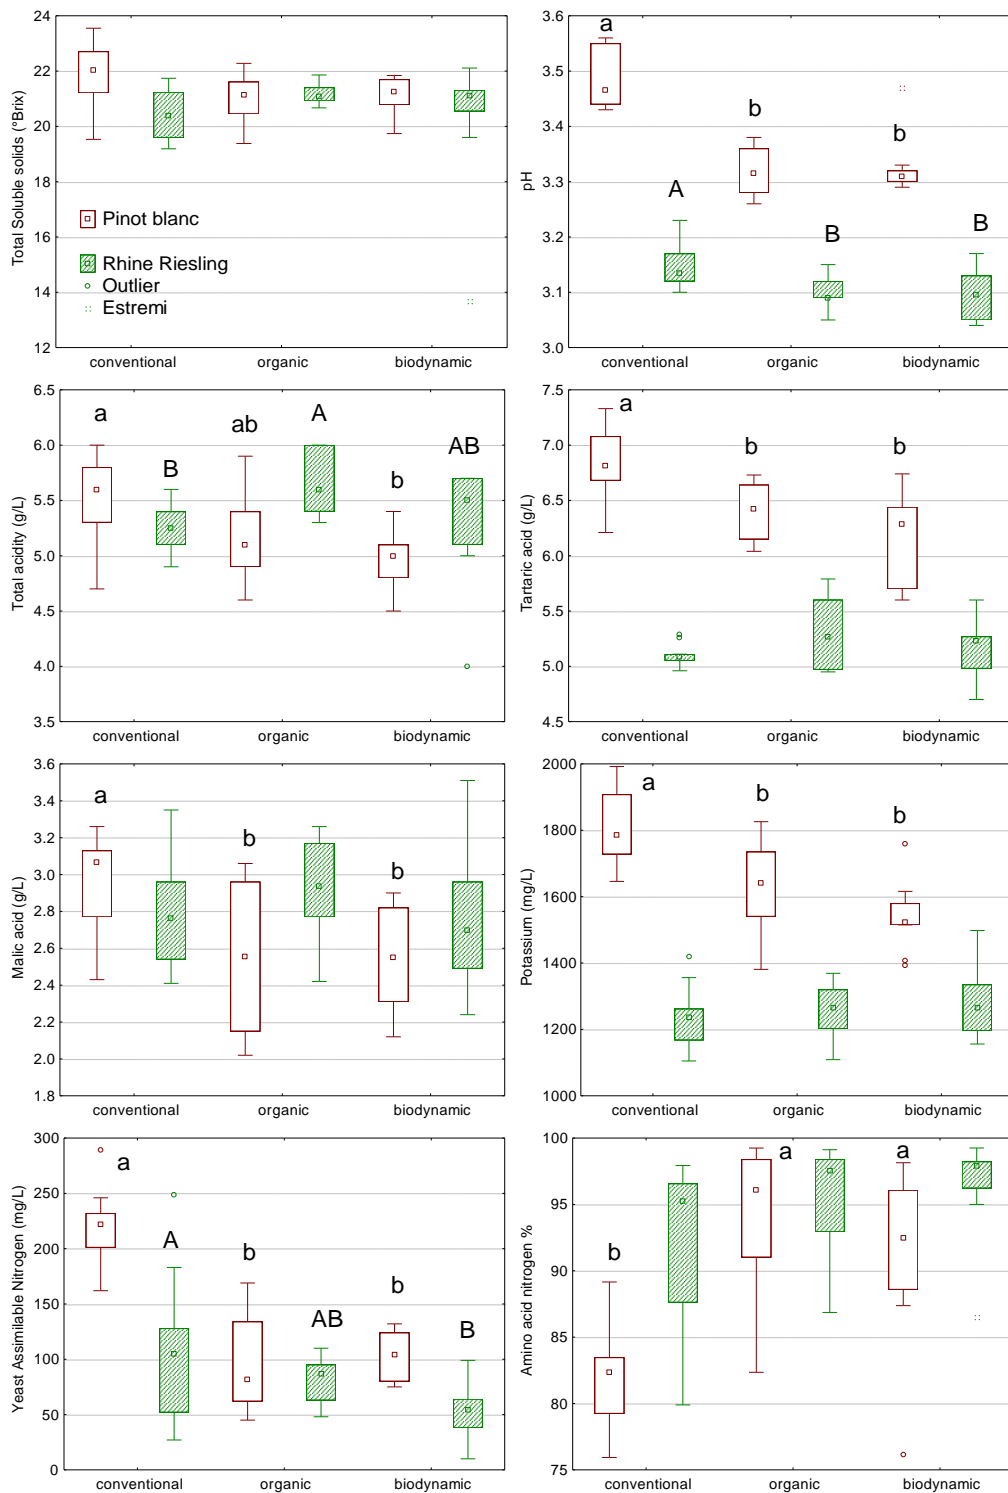 Total Soluble solids (°Brix)
24
22
20
18
16
14
12
Pinot blanc
Rhine Riesling
Outlier
Estremi
conventional organic biodynamic
pH
3.6
3.5
3.4
3.3
3.2
3.1
3.0
a
b
b
A
B
B
conventional organic biodynamic
Total acidity (g/L)
6.5
6.0
5.5
5.0
4.5
4.0
3.5
a
B
ab
A
b
AB
conventional organic biodynamic
Tartaric acid (g/L)
7.5
7.0
6.5
6.0
5.5
5.0
4.5
a
b
b
conventional organic biodynamic
Malic acid (g/L)
3.6
3.4
3.2
3.0
2.8
2.6
2.4
2.2
2.0
1.8
a
b
b
conventional organic biodynamic
Potassium (mg/L)
2000
1800
1600
1400
1200
1000
a
b
b
conventional organic biodynamic
Yeast Assimilable Nitrogen (mg/L)
300
250
200
150
100
50
0
a
A
b
AB
b
B
conventional organic biodynamic
Amino acid nitrogen %
100
95
90
85
80
75
b
a
a
conventional organic biodynamic